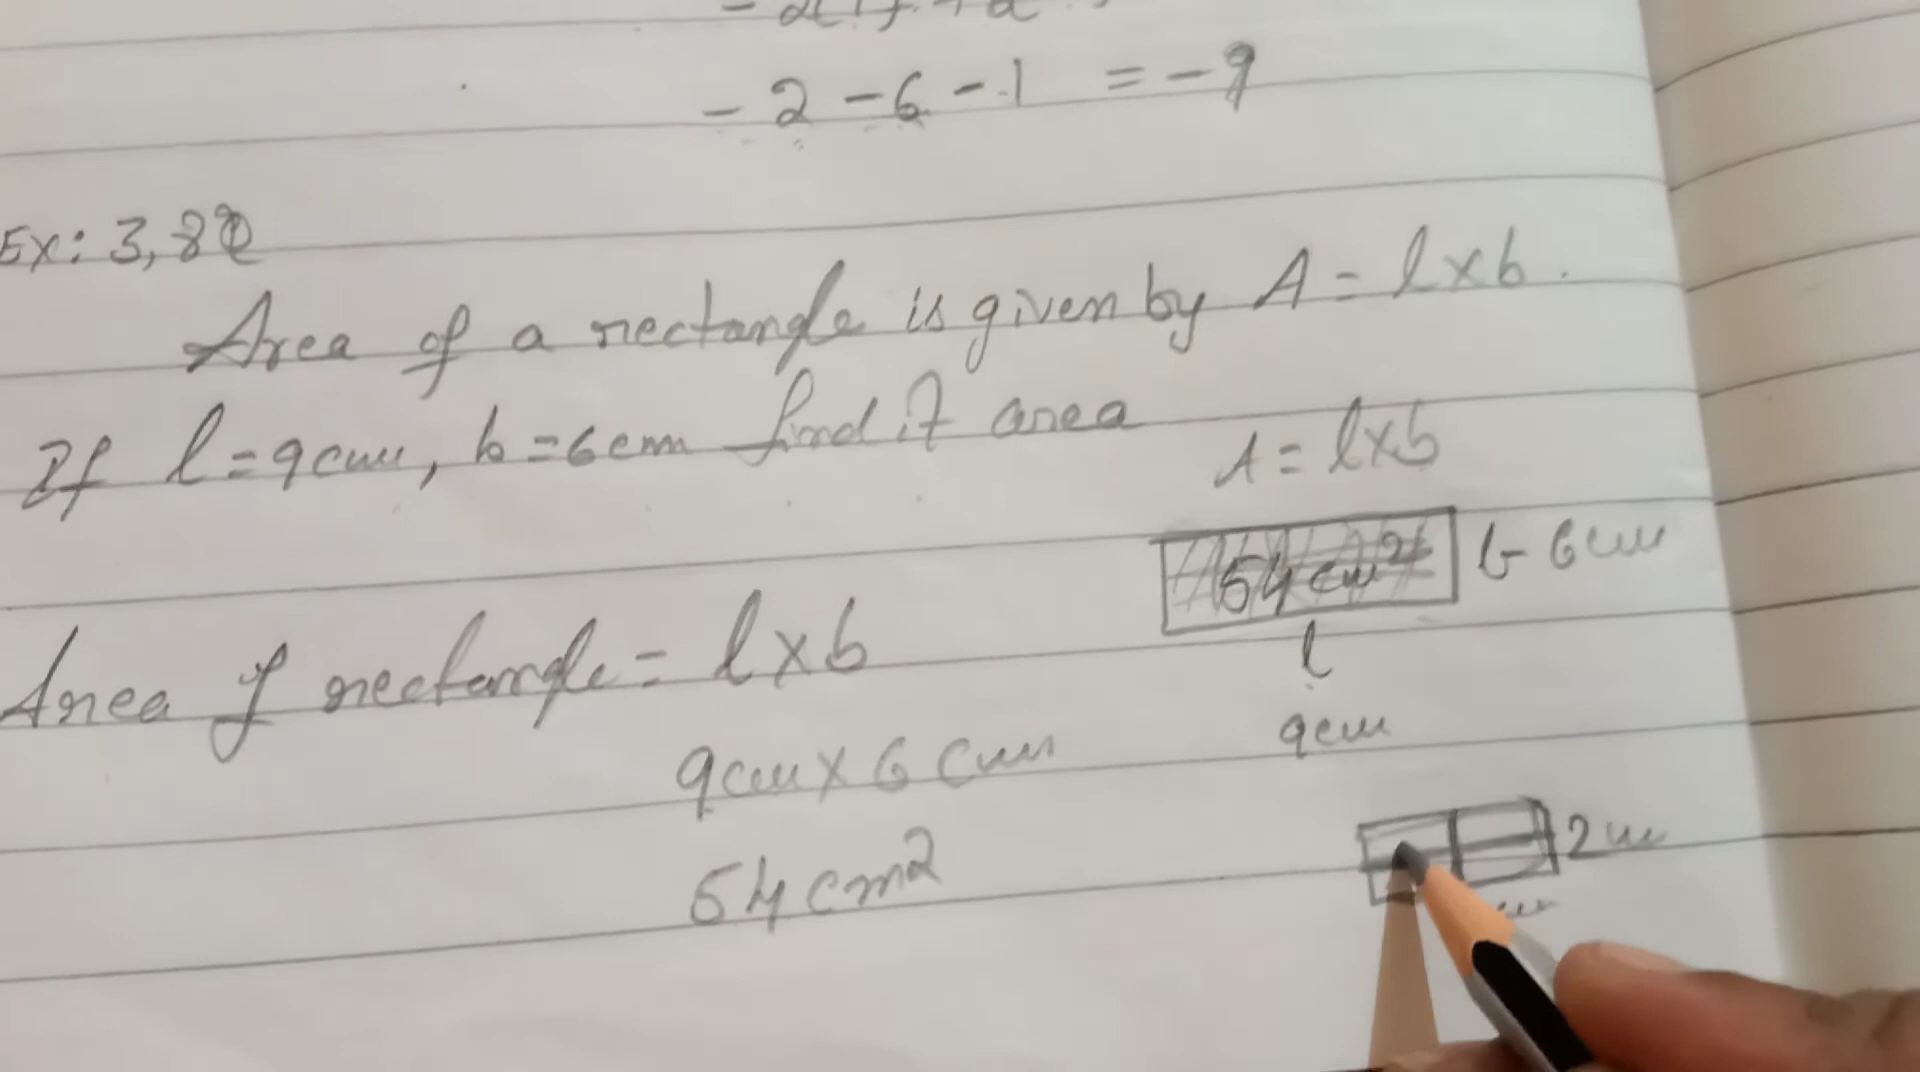 - 2 - 6 - 1 = - 9
Ex: 3, 8
Area of a rectangle is given by A = l x b.
If l = 9cm, b = 6cm find it area
A = l x b
54 cm²
b 6cm
l
9cm
Area of rectangle = l x b
9cm x 6 cm
54 cm²
2